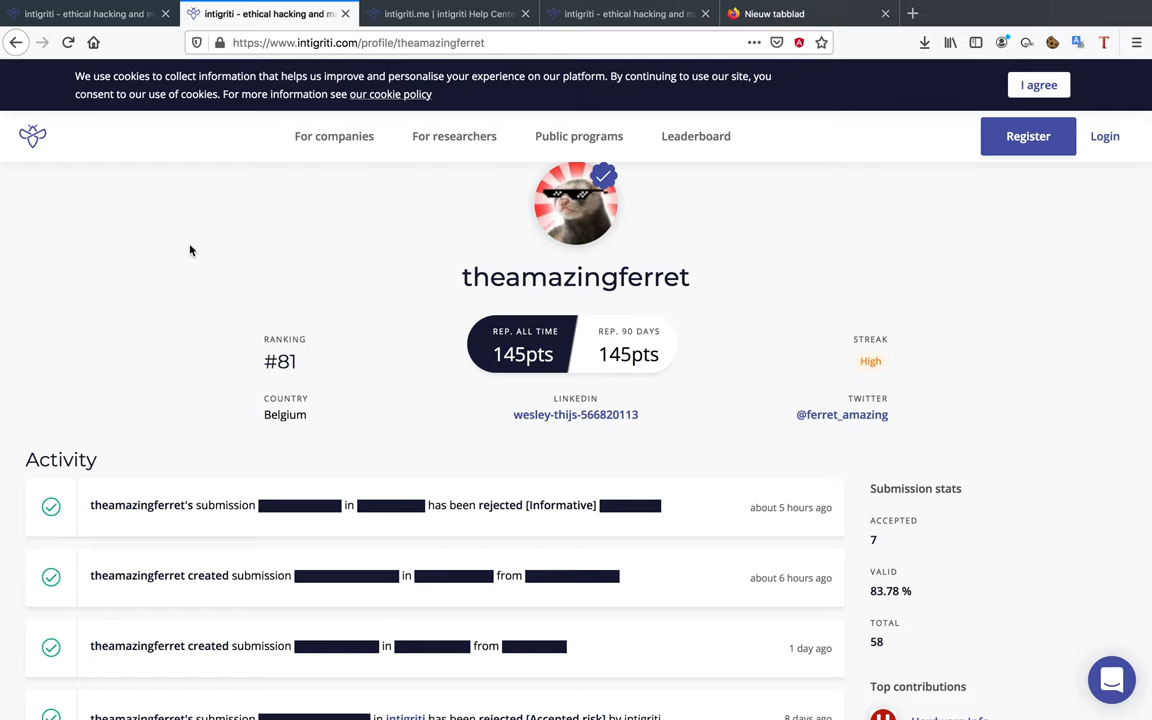 intigriti - ethical hacking and m
intigriti - ethical hacking and m
intigriti.me | intigriti Help Cente
intigriti - ethical hacking and m
Nieuw tabblad
https://www.intigriti.com/profile/theamazingferret
We use cookies to collect information that helps us improve and personalise your experience on our platform. By continuing to use our site, you
consent to our use of cookies. For more information see our cookie policy
I agree
For companies
For researchers
Public programs
Leaderboard
Register
Login
theamazingferret
RANKING
#81
REP. ALL TIME
145pts
REP. 90 DAYS
145pts
STREAK
High
COUNTRY
Belgium
LINKEDIN
wesley-thijs-566820113
TWITTER
@ferret_amazing
Activity
theamazingferret's submission in has been rejected [Informative]
about 5 hours ago
theamazingferret created submission in from
about 6 hours ago
theamazingferret created submission in from
1 day ago
theamazingferret's submission in intigriti has been rejected [Accepted risk] by intigriti
8 days ago
Submission stats
ACCEPTED
7
VALID
83.78 %
TOTAL
58
Top contributions
Hardware Info